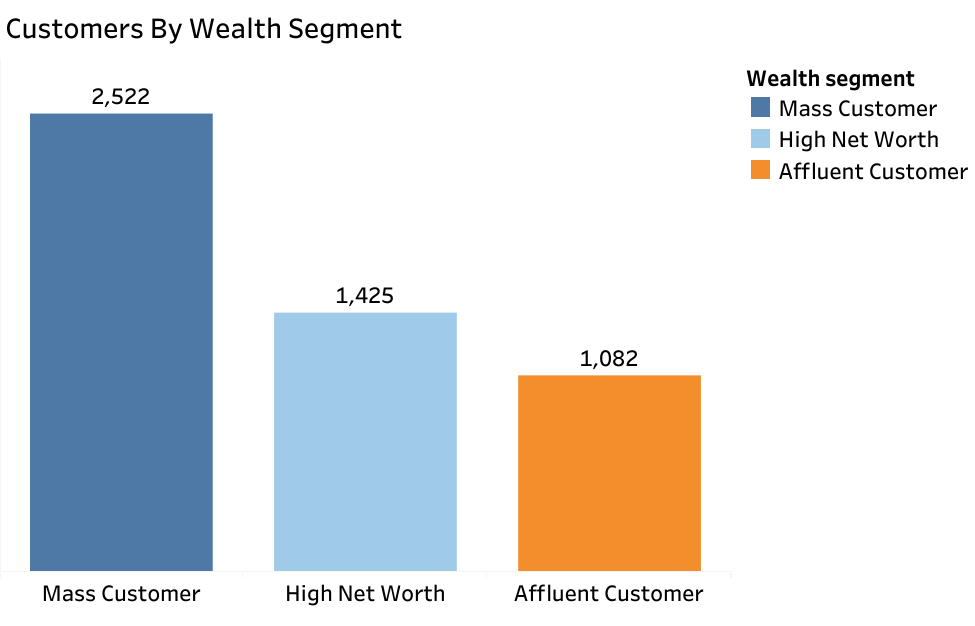 Customers By Wealth Segment
Wealth segment
Mass Customer
High Net Worth
Affluent Customer
2,522
1,425
1,082
Mass Customer
High Net Worth
Affluent Customer